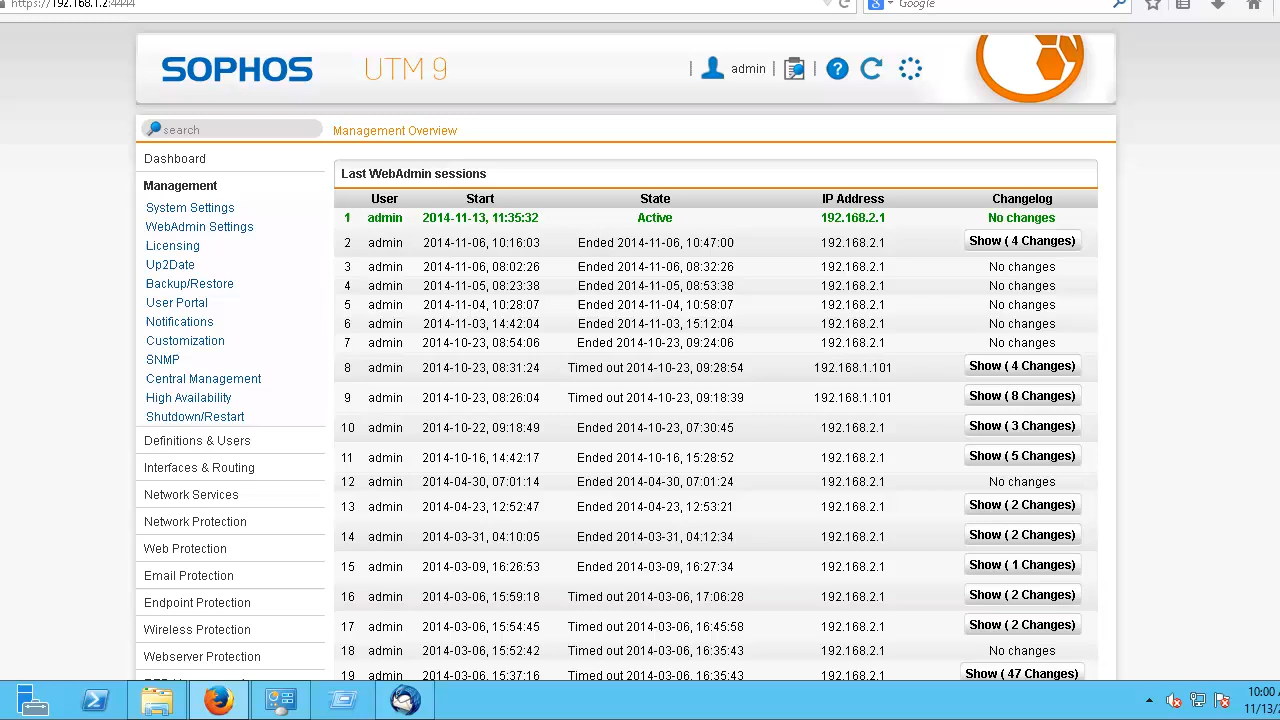 https://192.168.1.2:4444
Google
SOPHOS UTM 9 | admin | | ?
search
Management Overview
Dashboard
Management
System Settings
WebAdmin Settings
Licensing
Up2Date
Backup/Restore
User Portal
Notifications
Customization
SNMP
Central Management
High Availability
Shutdown/Restart
Definitions & Users
Interfaces & Routing
Network Services
Network Protection
Web Protection
Email Protection
Endpoint Protection
Wireless Protection
Webserver Protection
Last WebAdmin sessions
User Start State IP Address Changelog
1 admin 2014-11-13, 11:35:32 Active 192.168.2.1 No changes
2 admin 2014-11-06, 10:16:03 Ended 2014-11-06, 10:47:00 192.168.2.1 Show ( 4 Changes)
3 admin 2014-11-06, 08:02:26 Ended 2014-11-06, 08:32:26 192.168.2.1 No changes
4 admin 2014-11-05, 08:23:38 Ended 2014-11-05, 08:53:38 192.168.2.1 No changes
5 admin 2014-11-04, 10:28:07 Ended 2014-11-04, 10:58:07 192.168.2.1 No changes
6 admin 2014-11-03, 14:42:04 Ended 2014-11-03, 15:12:04 192.168.2.1 No changes
7 admin 2014-10-23, 08:54:06 Ended 2014-10-23, 09:24:06 192.168.2.1 No changes
8 admin 2014-10-23, 08:31:24 Timed out 2014-10-23, 09:28:54 192.168.1.101 Show ( 4 Changes)
9 admin 2014-10-23, 08:26:04 Timed out 2014-10-23, 09:18:39 192.168.1.101 Show ( 8 Changes)
10 admin 2014-10-22, 09:18:49 Ended 2014-10-23, 07:30:45 192.168.2.1 Show ( 3 Changes)
11 admin 2014-10-16, 14:42:17 Ended 2014-10-16, 15:28:52 192.168.2.1 Show ( 5 Changes)
12 admin 2014-04-30, 07:01:14 Ended 2014-04-30, 07:01:24 192.168.2.1 No changes
13 admin 2014-04-23, 12:52:47 Ended 2014-04-23, 12:53:21 192.168.2.1 Show ( 2 Changes)
14 admin 2014-03-31, 04:10:05 Ended 2014-03-31, 04:12:34 192.168.2.1 Show ( 2 Changes)
15 admin 2014-03-09, 16:26:53 Ended 2014-03-09, 16:27:34 192.168.2.1 Show ( 1 Changes)
16 admin 2014-03-06, 15:59:18 Timed out 2014-03-06, 17:06:28 192.168.2.1 Show ( 2 Changes)
17 admin 2014-03-06, 15:54:45 Timed out 2014-03-06, 16:45:58 192.168.2.1 Show ( 2 Changes)
18 admin 2014-03-06, 15:52:42 Timed out 2014-03-06, 16:35:43 192.168.2.1 No changes
19 admin 2014-03-06, 15:37:16 Timed out 2014-03-06, 16:35:43 192.168.2.1 Show ( 47 Changes)
10:00
11/13/2